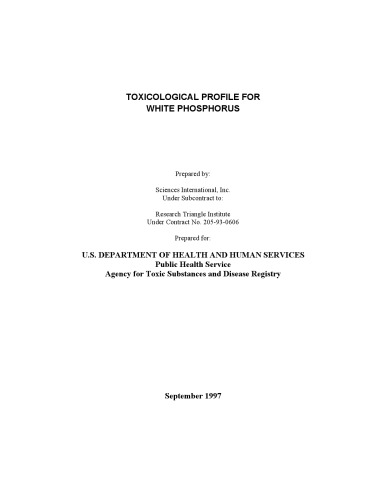 TOXICOLOGICAL PROFILE FOR
WHITE PHOSPHORUS
Prepared by:
Sciences International, Inc.
Under Subcontract to:
Research Triangle Institute
Under Contract No. 205-93-0606
Prepared for:
U.S. DEPARTMENT OF HEALTH AND HUMAN SERVICES
Public Health Service
Agency for Toxic Substances and Disease Registry
September 1997